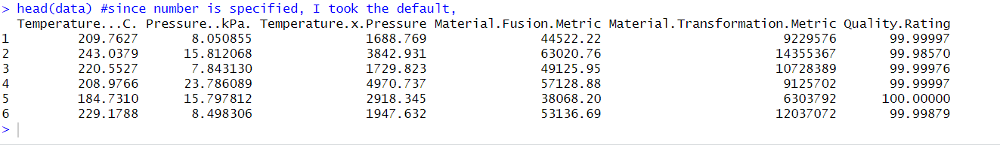 > head(data) #since number is specified, I took the default,
Temperature...C. Pressure..kPa. Temperature.x.Pressure Material.Fusion.Metric Material.Transformation.Metric Quality.Rating
1 209.7627 8.050855 1688.769 44522.22 9229576 99.99997
2 243.0379 15.812068 3842.931 63020.76 14355367 99.98570
3 220.5527 7.843130 1729.823 49125.95 10728389 99.99976
4 208.9766 23.786089 4970.737 57128.88 9125702 99.99997
5 184.7310 15.797812 2918.345 38068.20 6303792 100.00000
6 229.1788 8.498306 1947.632 53136.69 12037072 99.99879
>